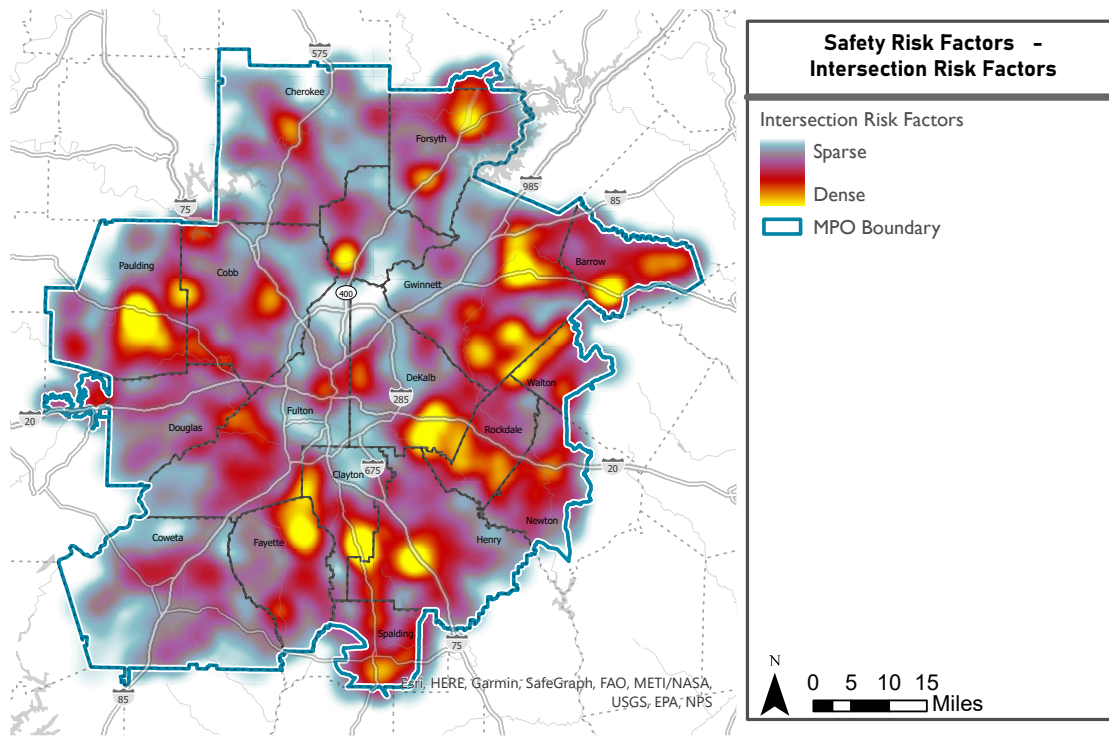 575
Cherokee
Forsyth
985
85
75
Paulding
Cobb
Barrow
Gwinnett
400
DeKalb
Walton
285
Fulton
20
Douglas
Rockdale
Clayton
675
20
Newton
Coweta
Fayette
Henry
Spalding
75
85
Esri, HERE, Garmin, SafeGraph, FAO, METI/NASA,
USGS, EPA, NPS
Safety Risk Factors -
Intersection Risk Factors
Intersection Risk Factors
Sparse
Dense
MPO Boundary
N
0 5 10 15
Miles